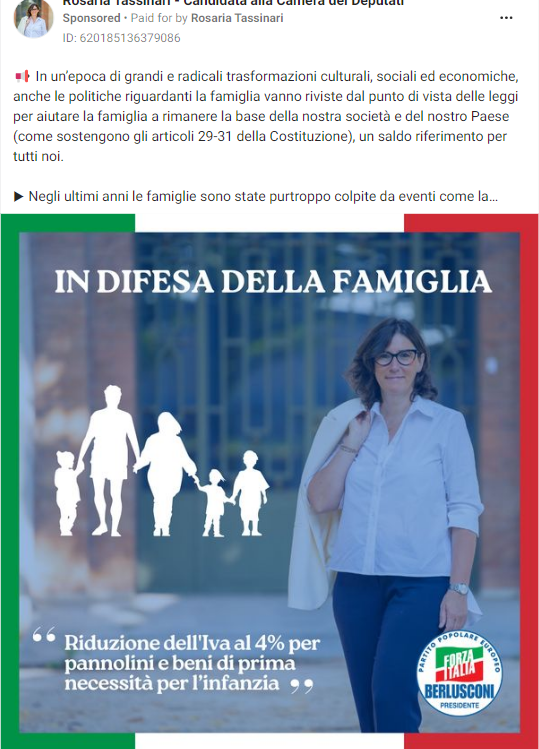 Rosaria Tassinari - Candidata alla Camera dei Deputati
Sponsored • Paid for by Rosaria Tassinari
ID: 620185136379086
In un'epoca di grandi e radicali trasformazioni culturali, sociali ed economiche,
anche le politiche riguardanti la famiglia vanno riviste dal punto di vista delle leggi
per aiutare la famiglia a rimanere la base della nostra società e del nostro Paese
(come sostengono gli articoli 29-31 della Costituzione), un saldo riferimento per
tutti noi.
▶ Negli ultimi anni le famiglie sono state purtroppo colpite da eventi come la...
IN DIFESA DELLA FAMIGLIA
“ Riduzione dell'Iva al 4% per
pannolini e beni di prima
necessità per l'infanzia ”
PARTITO POPOLARE EUROPEO
FORZA
ITALIA
BERLUSCONI
PRESIDENTE